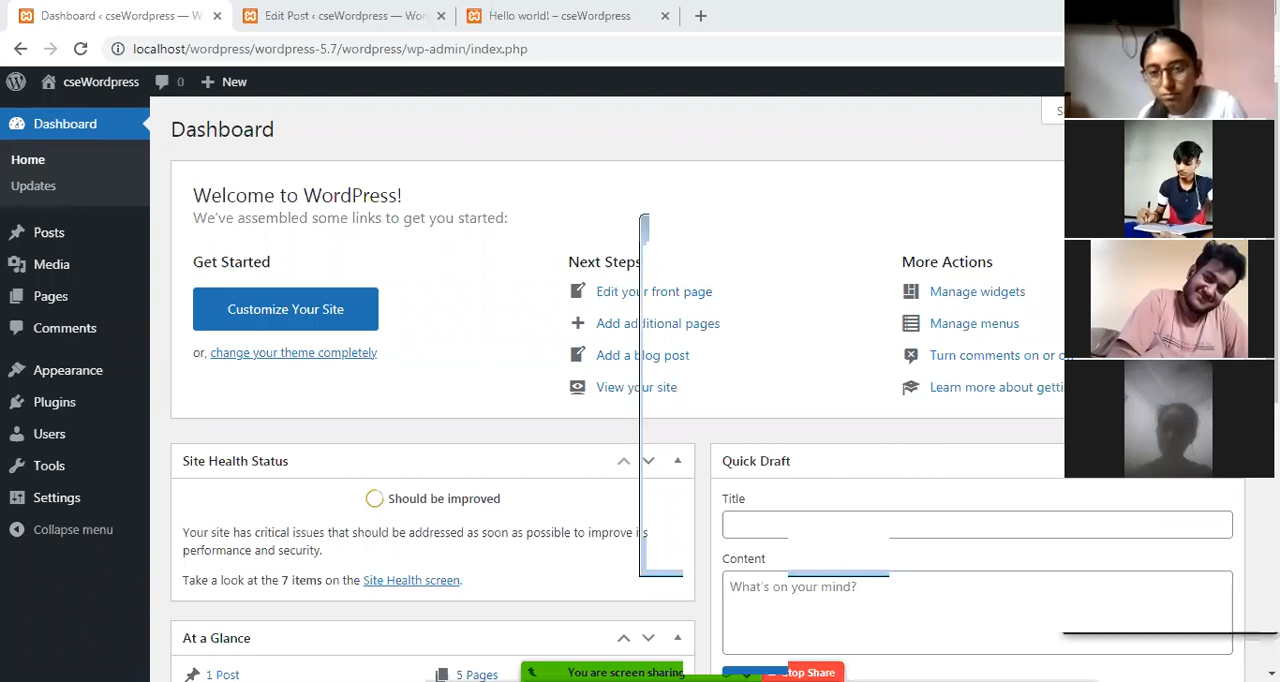 Dashboard ‹ cseWordpress — W
Edit Post ‹ cseWordpress — Wor
Hello world! – cseWordpress
localhost/wordpress/wordpress-5.7/wordpress/wp-admin/index.php
cseWordpress
0
New
Dashboard
Home
Updates
Posts
Media
Pages
Comments
Appearance
Plugins
Users
Tools
Settings
Collapse menu
Dashboard
S
Welcome to WordPress!
We've assembled some links to get you started:
Get Started
Customize Your Site
or, change your theme completely
Next Steps
Edit your front page
Add additional pages
Add a blog post
View your site
More Actions
Manage widgets
Manage menus
Turn comments on or o
Learn more about getti
Site Health Status
Should be improved
Your site has critical issues that should be addressed as soon as possible to improve its
performance and security.
Take a look at the 7 items on the Site Health screen.
At a Glance
1 Post
5 Pages
Quick Draft
Title
Content
What's on your mind?
You are screen sharing
Stop Share